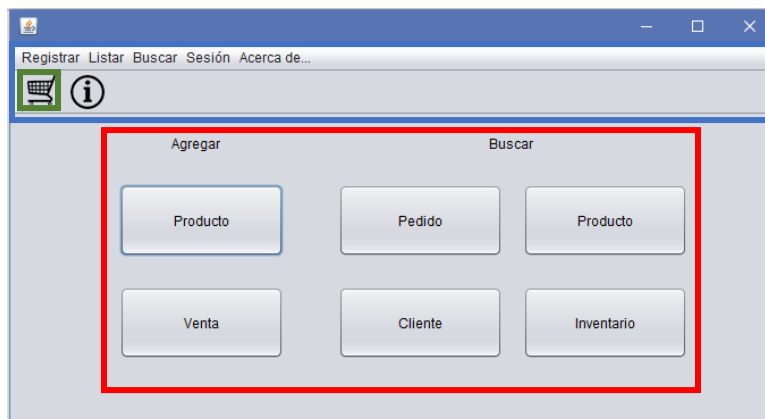 Registrar Listar Buscar Sesión Acerca de...
Agregar Buscar
Producto Pedido Producto
Venta Cliente Inventario